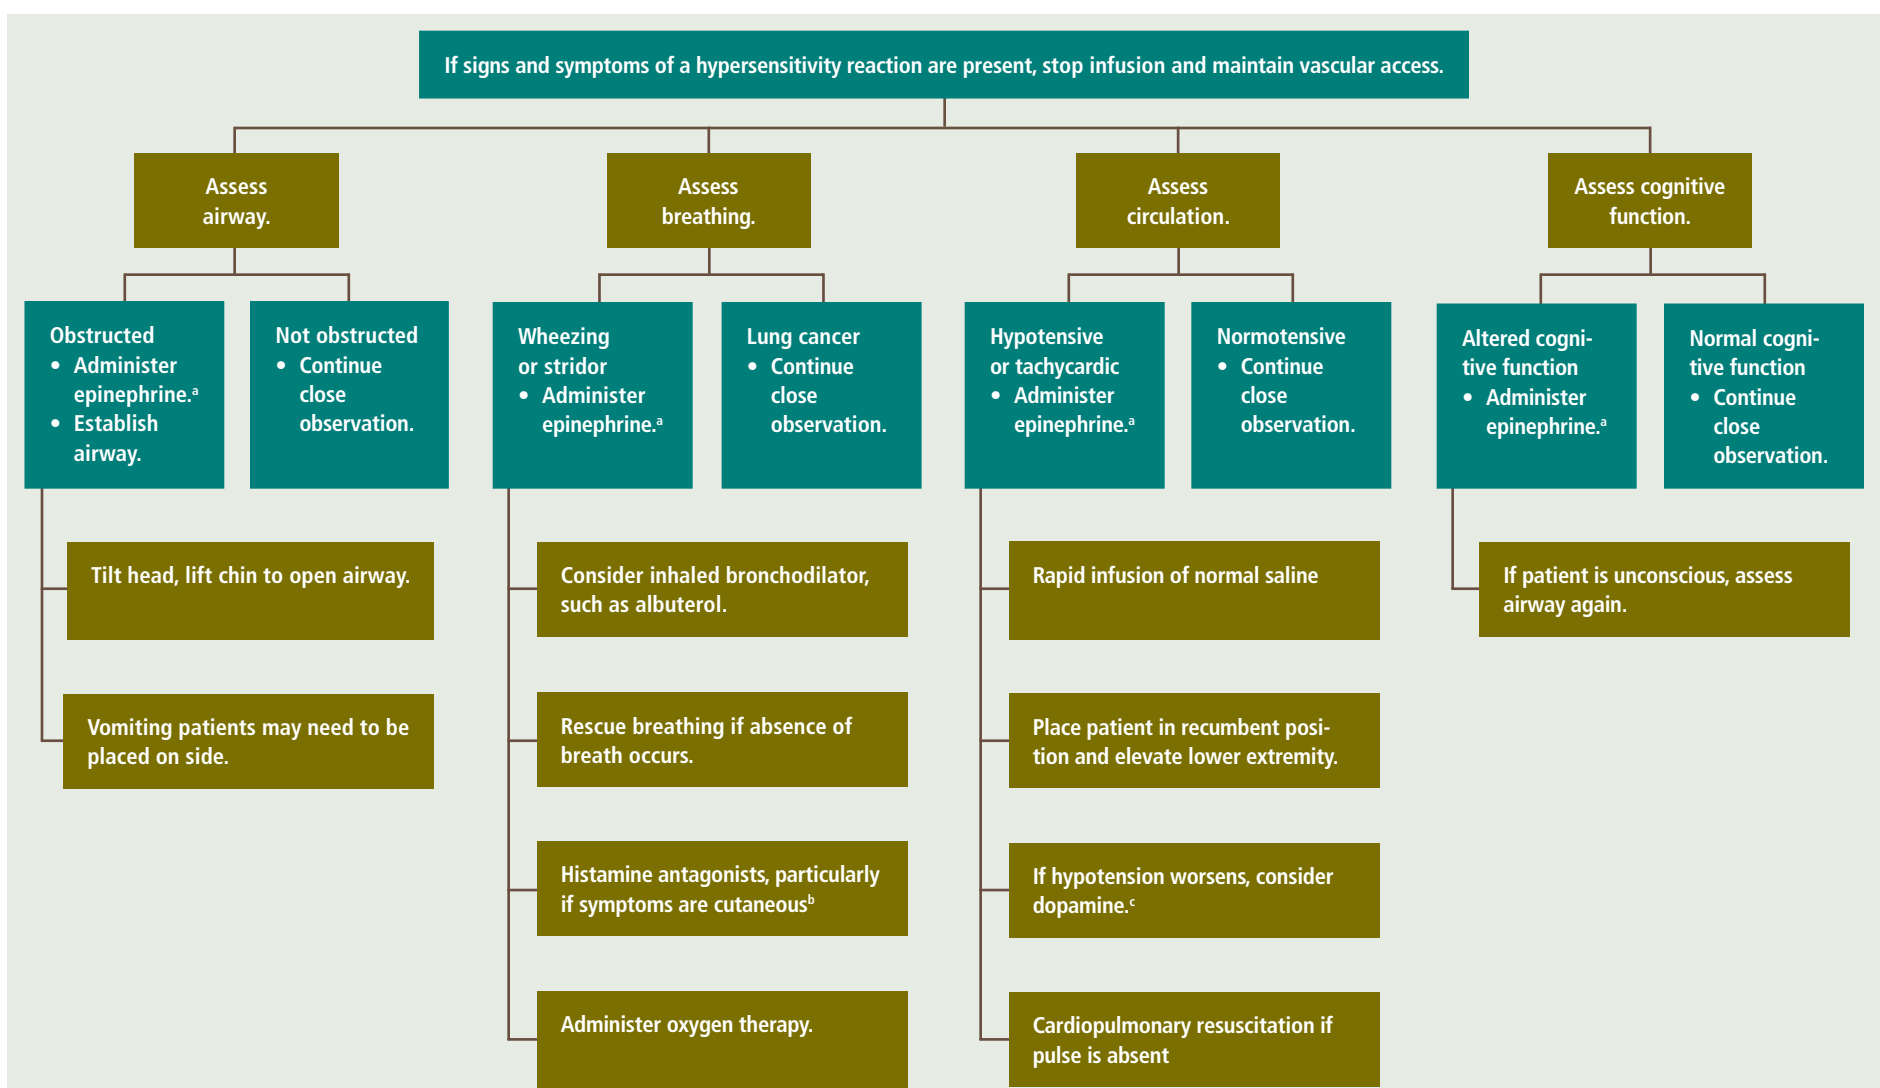 If signs and symptoms of a hypersensitivity reaction are present, stop infusion and maintain vascular access.
Assess
airway.
Assess
breathing.
Assess
circulation.
Assess cognitive
function.
Obstructed
• Administer
epinephrine.ᵃ
• Establish
airway.
Not obstructed
• Continue
close
observation.
Wheezing
or stridor
• Administer
epinephrine.ᵃ
Lung cancer
• Continue
close
observation.
Hypotensive
or tachycardic
• Administer
epinephrine.ᵃ
Normotensive
• Continue
close
observation.
Altered cogni-
tive function
• Administer
epinephrine.ᵃ
Normal cogni-
tive function
• Continue
close
observation.
Tilt head, lift chin to open airway.
Vomiting patients may need to be
placed on side.
Consider inhaled bronchodilator,
such as albuterol.
Rescue breathing if absence of
breath occurs.
Histamine antagonists, particularly
if symptoms are cutaneousᵇ
Administer oxygen therapy.
Rapid infusion of normal saline
Place patient in recumbent posi-
tion and elevate lower extremity.
If hypotension worsens, consider
dopamine.ᶜ
Cardiopulmonary resuscitation if
pulse is absent
If patient is unconscious, assess
airway again.